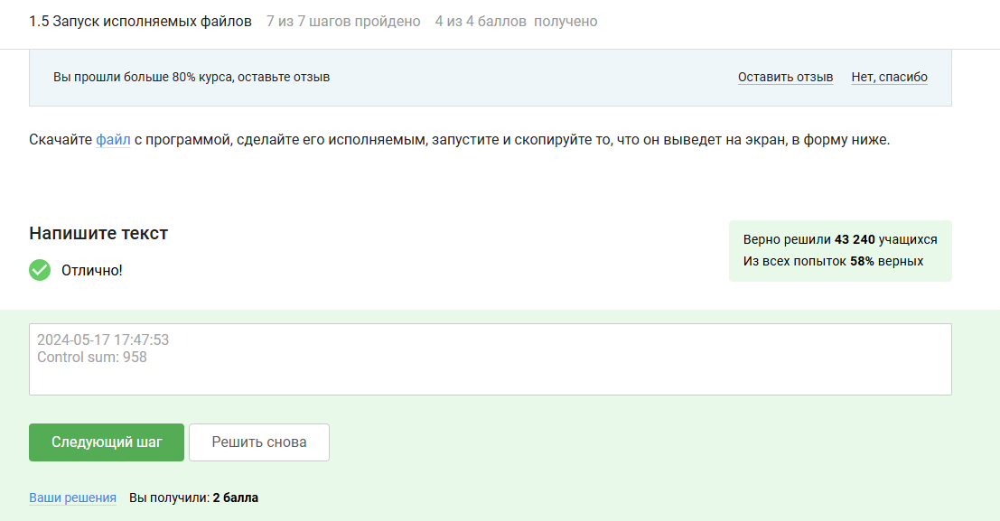 1.5 Запуск исполняемых файлов 7 из 7 шагов пройдено 4 из 4 баллов получено
Вы прошли больше 80% курса, оставьте отзыв Оставить отзыв Нет, спасибо
Скачайте файл с программой, сделайте его исполняемым, запустите и скопируйте то, что он выведет на экран, в форму ниже.
Напишите текст
Отлично!
Верно решили 43 240 учащихся
Из всех попыток 58% верных
2024-05-17 17:47:53
Control sum: 958
Следующий шаг Решить снова
Ваши решения Вы получили: 2 балла